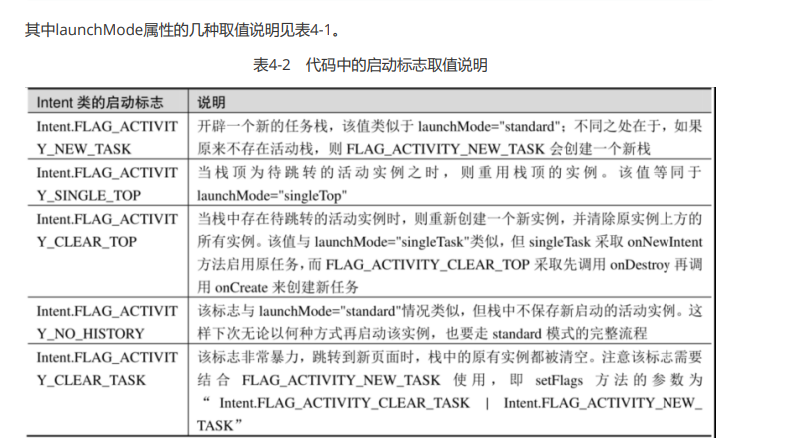 其中launchMode属性的几种取值说明见表4-1。
表4-2 代码中的启动标志取值说明
Intent 类的启动标志 说明
Intent.FLAG_ACTIVIT 开辟一个新的任务栈，该值类似于 launchMode="standard"；不同之处在于，如果
Y_NEW_TASK 原来不存在活动栈，则 FLAG_ACTIVITY_NEW_TASK 会创建一个新栈
Intent.FLAG_ACTIVIT 当栈顶为待跳转的活动实例之时，则重用栈顶的实例。该值等同于
Y_SINGLE_TOP launchMode="singleTop"
Intent.FLAG_ACTIVIT 当栈中存在待跳转的活动实例时，则重新创建一个新实例，并清除原实例上方的
Y_CLEAR_TOP 所有实例。该值与 launchMode="singleTask"类似，但 singleTask 采取 onNewIntent
方法启用原任务，而 FLAG_ACTIVITY_CLEAR_TOP 采取先调用 onDestroy 再调
用 onCreate 来创建新任务
Intent.FLAG_ACTIVIT 该标志与 launchMode="standard"情况类似，但栈中不保存新启动的活动实例。这
Y_NO_HISTORY 样下次无论以何种方式再启动该实例，也要走 standard 模式的完整流程
Intent.FLAG_ACTIVIT 该标志非常暴力，跳转到新页面时，栈中的原有实例都被清空。注意该标志需要
Y_CLEAR_TASK 结合 FLAG_ACTIVITY_NEW_TASK 使用，即 setFlags 方法的参数为
“ Intent.FLAG_ACTIVITY_CLEAR_TASK | Intent.FLAG_ACTIVITY_NEW_
TASK”